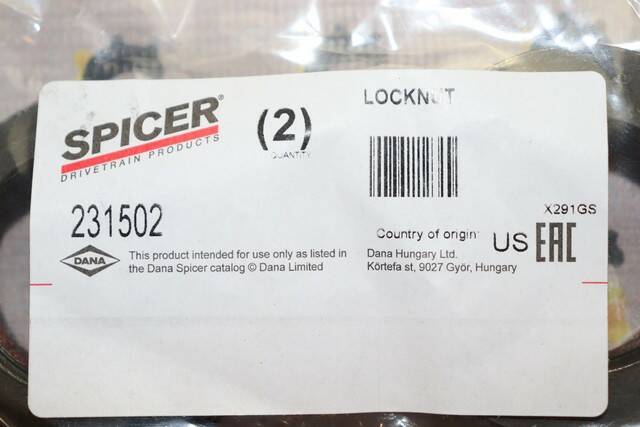 SPICER®
DRIVETRAIN PRODUCTS
(2)
QUANTITY
LOCKNUT
231502
X291GS
Country of origin: US
EAC
DANA
This product intended for use only as listed in
the Dana Spicer catalog © Dana Limited
Dana Hungary Ltd.
Körtefa st, 9027 Györ, Hungary